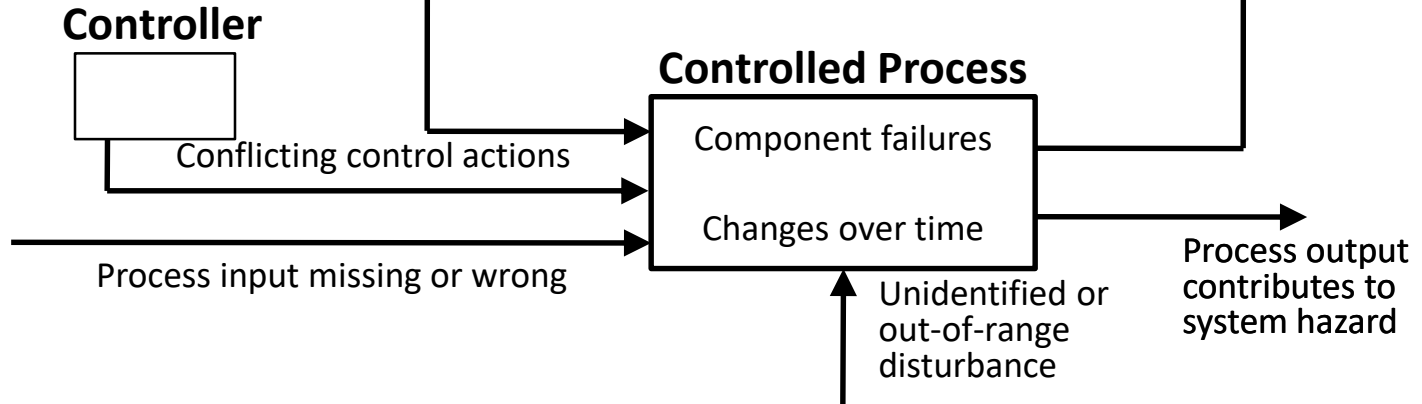 Controller
Controlled Process
Component failures
Conflicting control actions
Changes over time
Process input missing or wrong
Unidentified or
out-of-range
disturbance
Process output
contributes to
system hazard